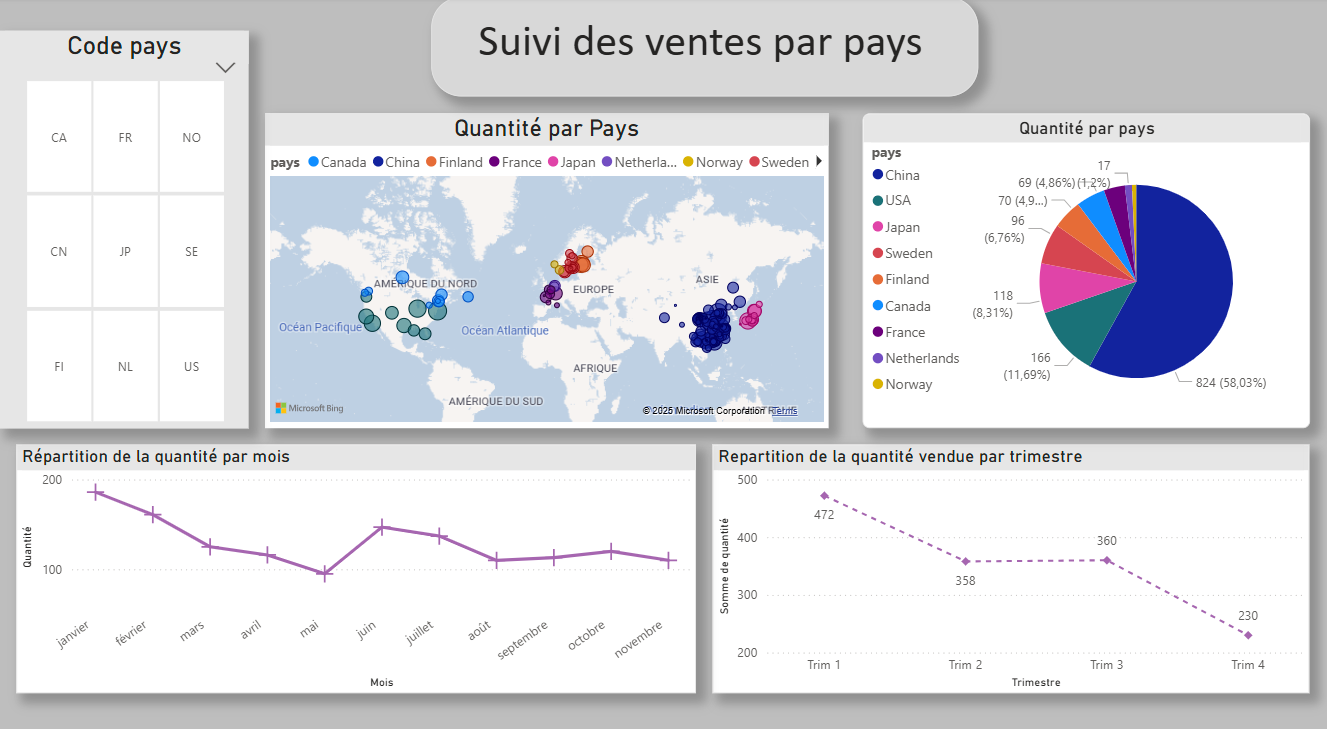 Suivi des ventes par pays
Code pays
CA
FR
NO
CN
JP
SE
FI
NL
US
Quantité par Pays
pays Canada China Finland France Japan Netherla... Norway Sweden
AMÉRIQUE DU NORD
EUROPE
ASIE
Océan Pacifique
Océan Atlantique
AFRIQUE
AMÉRIQUE DU SUD
Microsoft Bing
© 2025 Microsoft Corporation Terms
Quantité par pays
pays
China
USA
Japan
Sweden
Finland
Canada
France
Netherlands
Norway
17
(1,2%)
69 (4,86%)
70 (4,9...)
96
(6,76%)
118
(8,31%)
166
(11,69%)
824 (58,03%)
Répartition de la quantité par mois
Quantité
200
100
janvier
février
mars
avril
mai
juin
juillet
août
septembre
octobre
novembre
Mois
Repartition de la quantité vendue par trimestre
Somme de quantité
500
400
300
200
472
358
360
230
Trim 1
Trim 2
Trim 3
Trim 4
Trimestre